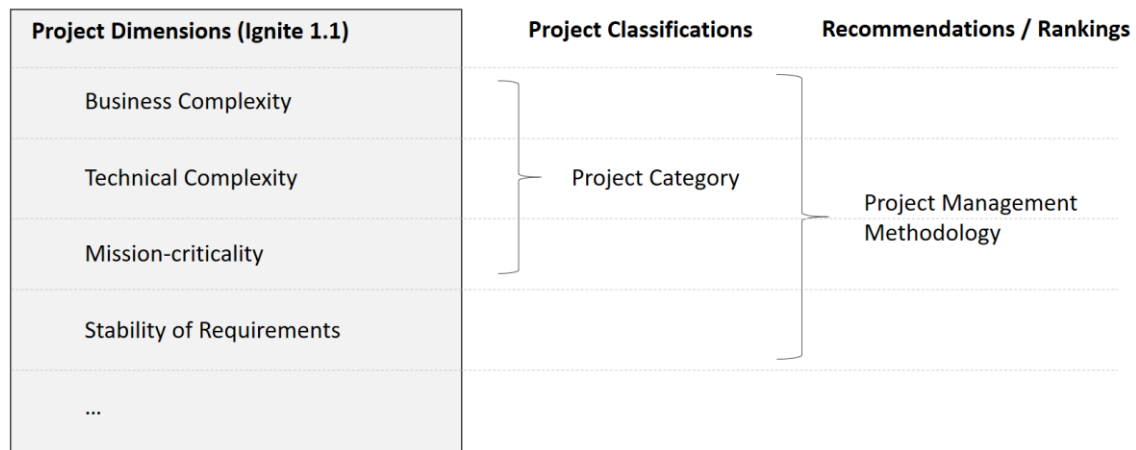 Project Dimensions (Ignite 1.1)
Project Classifications
Recommendations / Rankings
Business Complexity
Technical Complexity
Project Category
Project Management
Methodology
Mission-criticality
Stability of Requirements
...